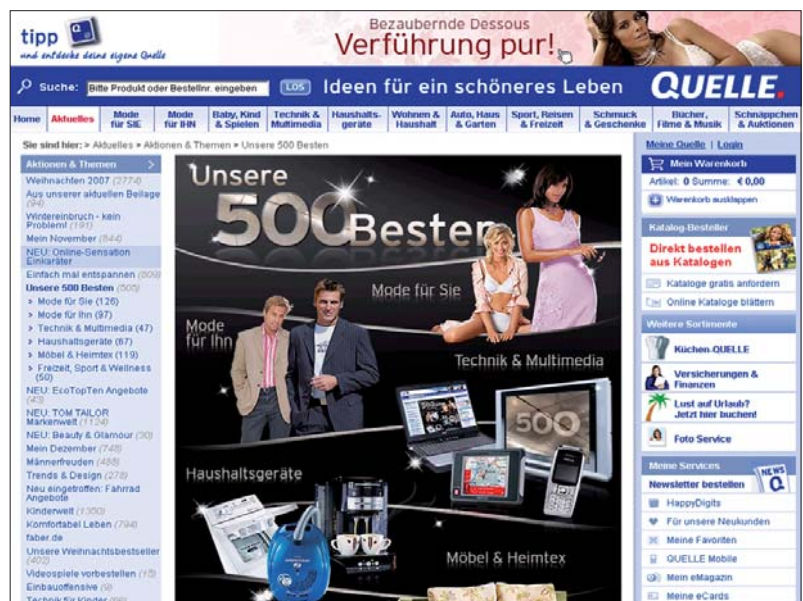 tipp
und entdecke deine eigene Quelle
Bezaubernde Dessous
Verführung pur!
Suche:
Bitte Produkt oder Bestellnr. eingeben
LOS
Ideen für ein schöneres Leben
QUELLE.
Home
Aktuelles
Mode
für SIE
Mode
für IHN
Baby, Kind
& Spielen
Technik &
Multimedia
Haushalts-
geräte
Wohnen &
Haushalt
Auto, Haus
& Garten
Sport, Reisen
& Freizeit
Schmuck
& Geschenke
Bücher,
Filme & Musik
Schnäppchen
& Auktionen
Sie sind hier: > Aktuelles » Aktionen & Themen » Unsere 500 Besten
Aktionen & Themen >
Weihnachten 2007 (2774)
Aus unserer aktuellen Beilage
(94)
Wintereinbruch - kein
Problem! (191)
Mein November (844)
NEU: Online-Sensation
Einkaräter
Einfach mal entspannen (809)
Unsere 500 Besten (505)
» Mode für Sie (126)
» Mode für Ihn (97)
» Technik & Multimedia (47)
» Haushaltsgeräte (67)
» Möbel & Heimtex (119)
» Freizeit, Sport & Wellness
(50)
NEU: EcoTopTen Angebote
(43)
NEU: TOM TAILOR
Markenwelt (1124)
NEU: Beauty & Glamour (30)
Mein Dezember (748)
Männerfreuden (488)
Trends & Design (278)
Neu eingetroffen: Fahrrad
Angebote
Kinderwelt (1350)
Komfortabel Leben (794)
faber.de
Unsere Weihnachtsbestseller
(402)
Videospiele vorbestellen (15)
Einbauoffensive (9)
Technik für Kinder
Unsere
500 Besten
Mode für Sie
Mode
für Ihn
Technik & Multimedia
500
Haushaltsgeräte
Möbel & Heimtex
Meine Quelle | Login
Mein Warenkorb
Artikel: 0 Summe: € 0,00
Warenkorb ausklappen
Katalog-Besteller
Direkt bestellen
aus Katalogen
Kataloge gratis anfordern
Online Kataloge blättern
Weitere Sortimente
Küchen-QUELLE
Versicherungen &
Finanzen
Lust auf Urlaub?
Jetzt hier buchen!
Foto Service
Meine Services
Newsletter bestellen
NEWS
HappyDigits
Für unsere Neukunden
Meine Favoriten
QUELLE Mobile
Mein eMagazin
Meine eCards